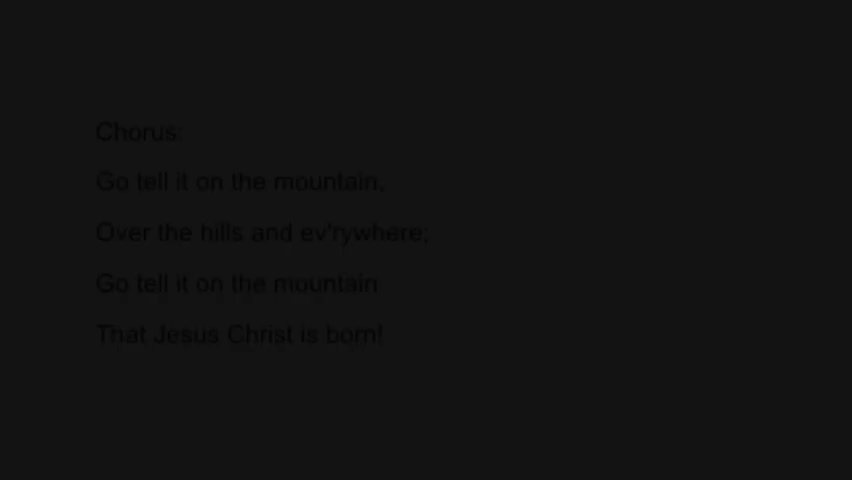 Chorus:
Go tell it on the mountain,
Over the hills and ev'rywhere;
Go tell it on the mountain
That Jesus Christ is born!